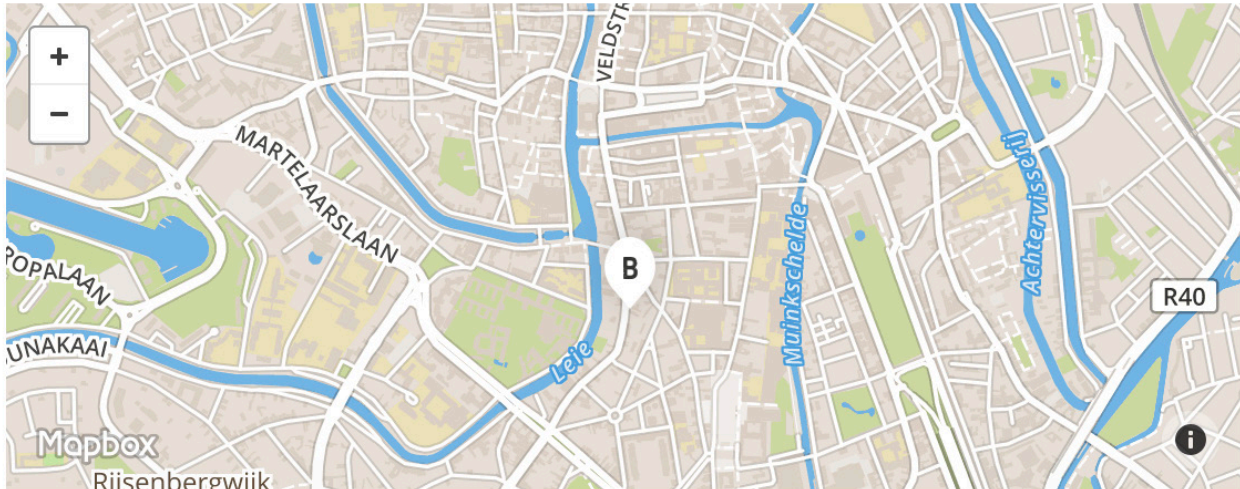 +
−
VELDSTR
MARTELAARSLAAN
ROPALAAN
UNAKAAI
B
Leie
Muinkschelde
Achtervisserij
R40
i
Mapbox
Rijsenbergwijk